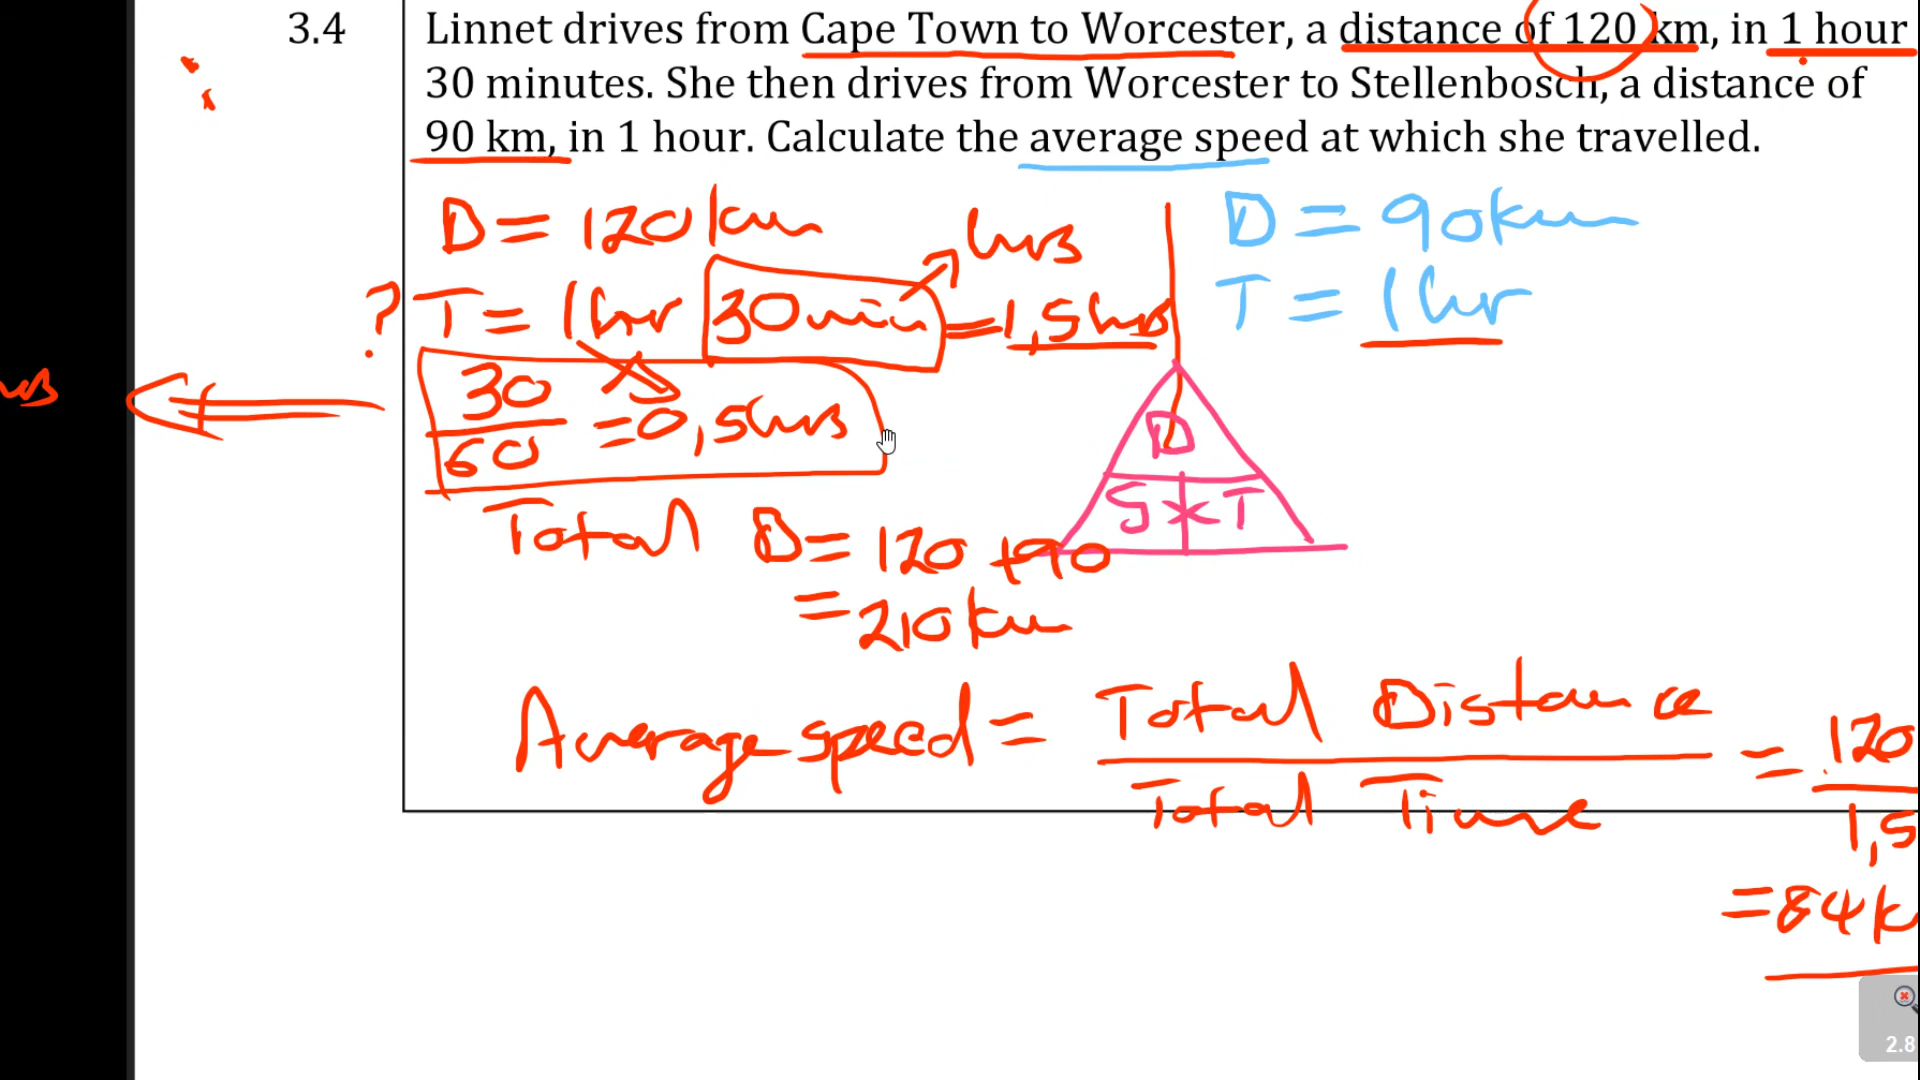 3.4 Linnet drives from Cape Town to Worcester, a distance of 120 km, in 1 hour
30 minutes. She then drives from Worcester to Stellenbosch, a distance of
90 km, in 1 hour. Calculate the average speed at which she travelled.
D = 120 km
hrs
? T = 1hr 30 min = 1,5hrs
30/60 = 0,5hrs
D = 90km
T = 1hr
D
S * T
Total D = 120 + 90
= 210 km
Average speed = Total Distance / Total Time = 120 / 1,5
= 84 k
2.8